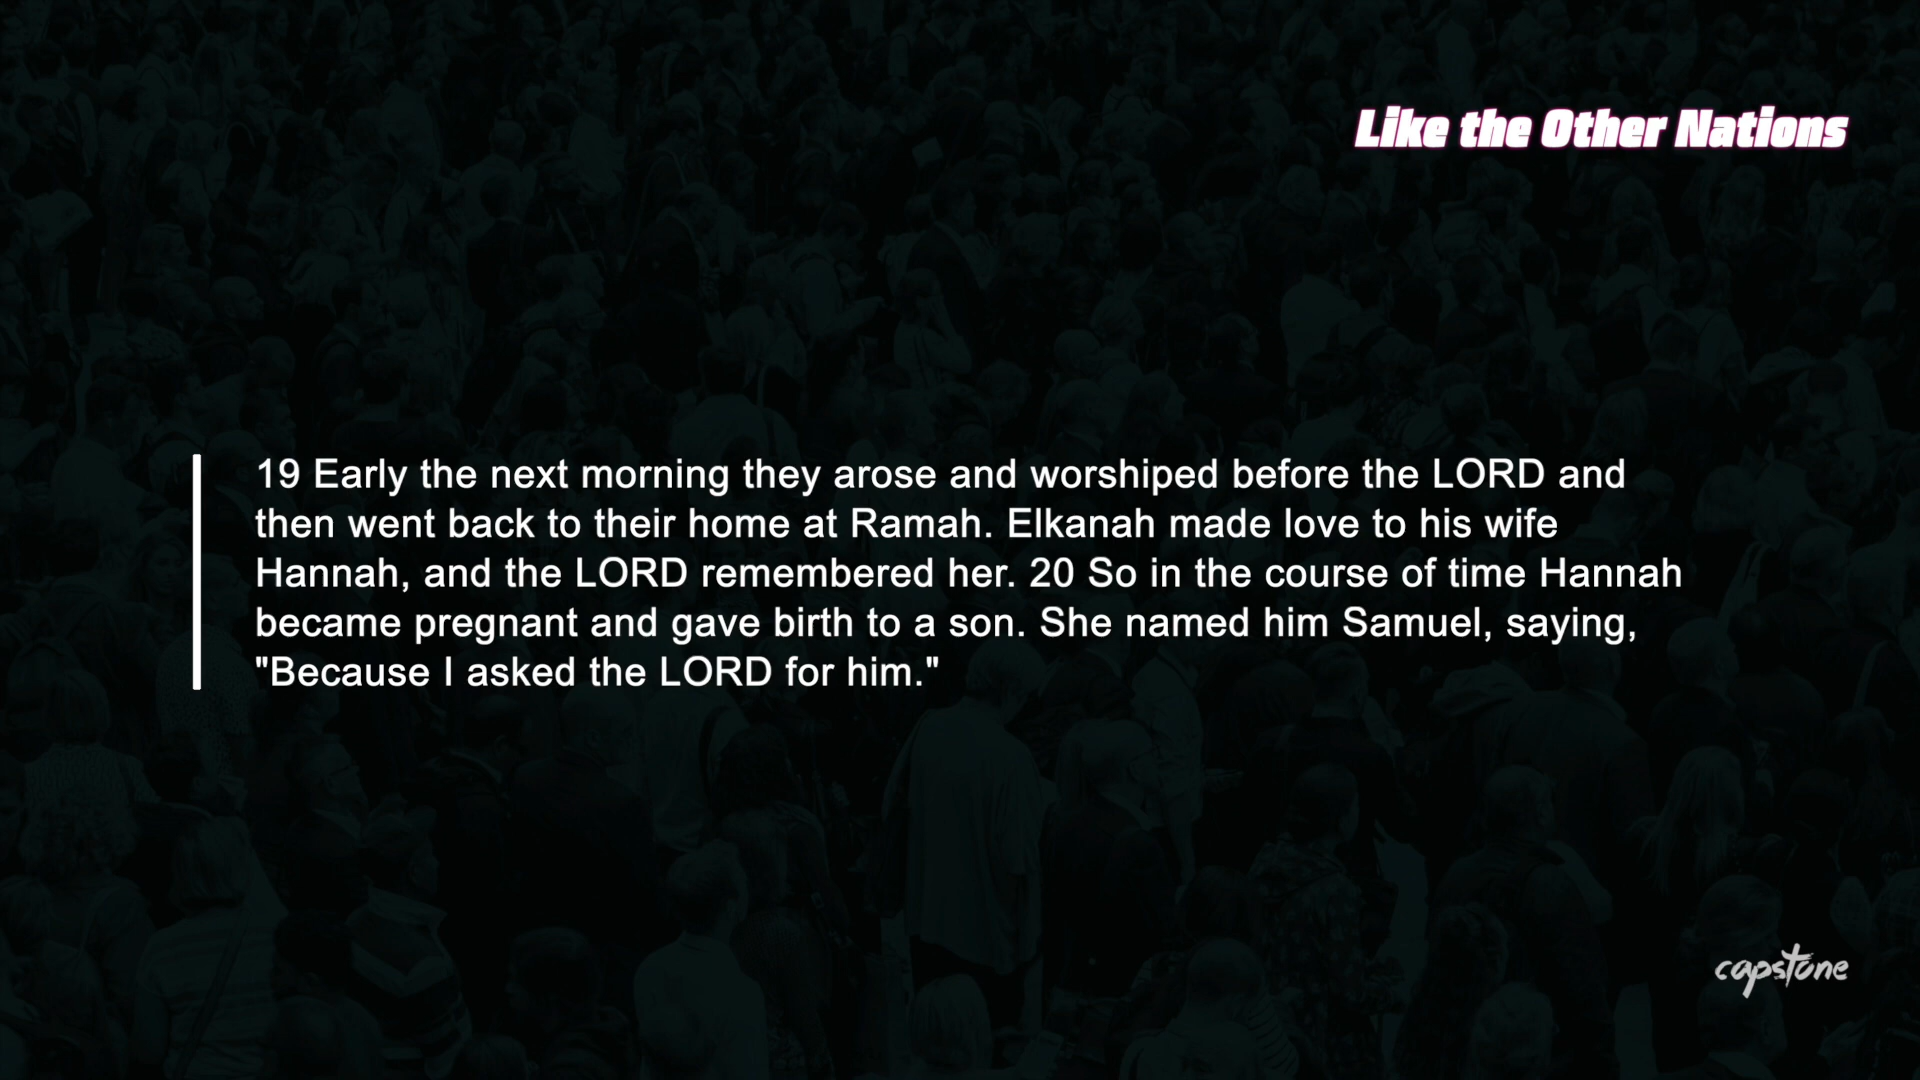 Like the Other Nations
19 Early the next morning they arose and worshiped before the LORD and
then went back to their home at Ramah. Elkanah made love to his wife
Hannah, and the LORD remembered her. 20 So in the course of time Hannah
became pregnant and gave birth to a son. She named him Samuel, saying,
"Because I asked the LORD for him."
capstone